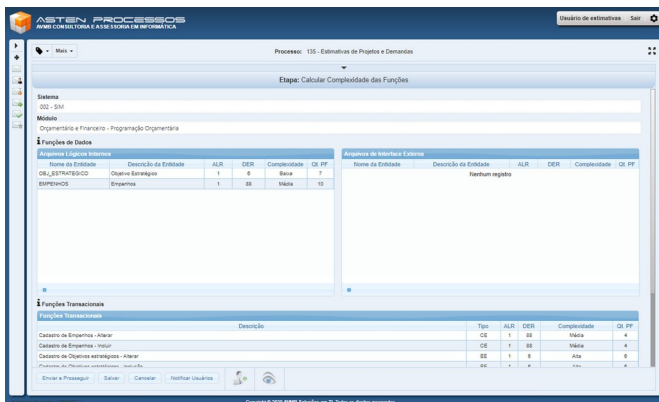 ASTEN PROCESSOS
AVMB CONSULTORIA E ASSESSORIA EM INFORMÁTICA
Usuário de estimativas Sair
Mais
Processo: 135 - Estimativas de Projetos e Demandas
Etapa: Calcular Complexidade das Funções
Sistema
002 - SIM
Módulo
Orçamentário e Financeiro - Programação Orçamentária
Funções de Dados
Arquivos Lógicos Internos
Nome da Entidade Descrição da Entidade ALR DER Complexidade Qt. PF
OBJ_ESTRATEGICO Objetivo Estratégico 1 6 Baixa 7
EMPENHOS Empenhos 1 88 Média 10
Arquivos de Interface Externo
Nome da Entidade Descrição da Entidade ALR DER Complexidade Qt. PF
Nenhum registro
Funções Transacionais
Funções Transacionais
Descrição Tipo ALR DER Complexidade Qt. PF
Cadastro de Empenhos - Alterar CE 1 88 Média 4
Cadastro de Empenhos - Incluir CE 1 88 Média 4
Cadastro de Objetivos estratégicos - Alterar EE 1 6 Alta 6
Enviar e Prosseguir Salvar Cancelar Notificar Usuários